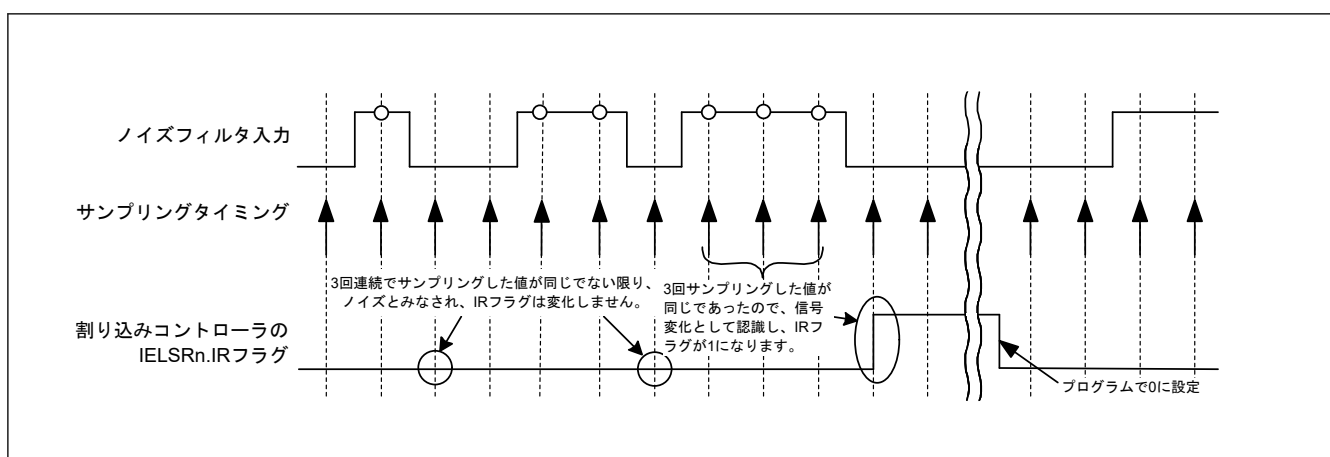 ノイズフィルタ入力
サンプリングタイミング
3回連続でサンプリングした値が同じでない限り、
ノイズとみなされ、IRフラグは変化しません。
3回サンプリングした値が
同じであったので、信号
変化として認識し、IRフ
ラグが1になります。
割り込みコントローラの
IELSRn.IRフラグ
プログラムで0に設定